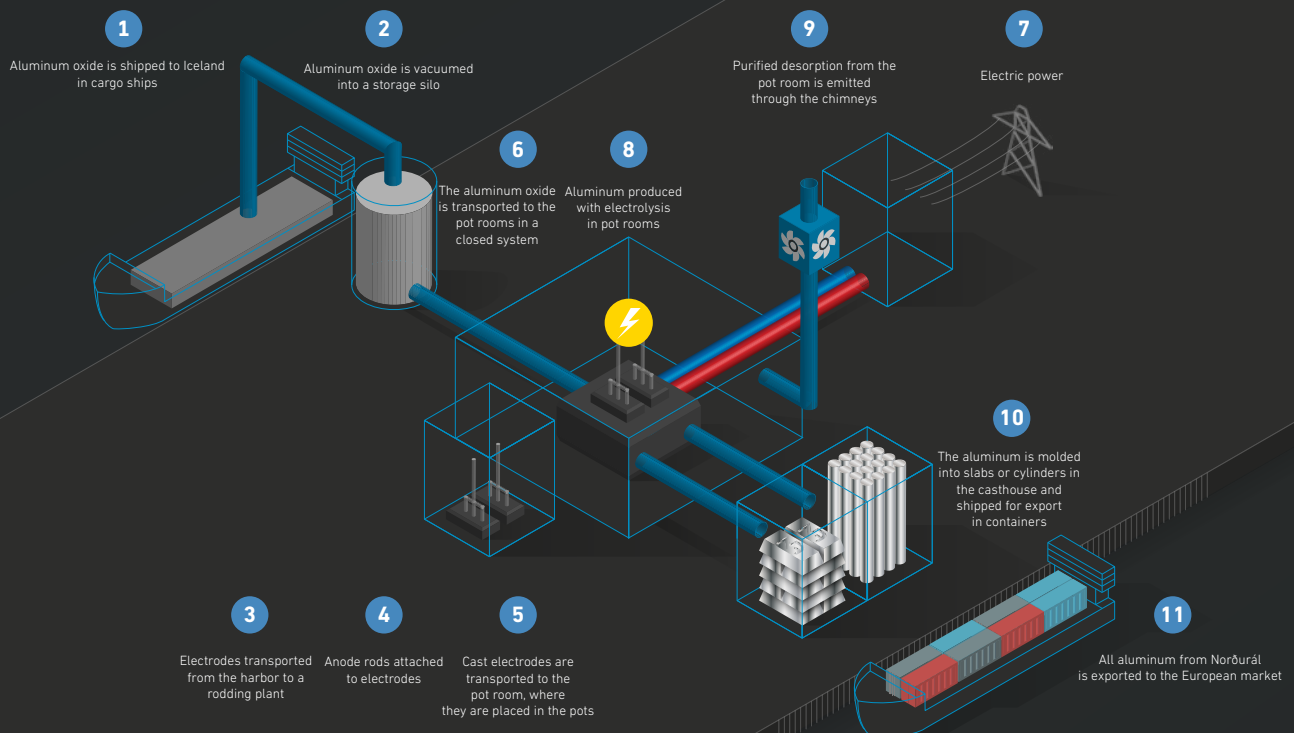 1
Aluminum oxide is shipped to Iceland
in cargo ships
2
Aluminum oxide is vacuumed
into a storage silo
9
Purified desorption from the
pot room is emitted
through the chimneys
7
Electric power
6
The aluminum oxide
is transported to the
pot rooms in a
closed system
8
Aluminum produced
with electrolysis
in pot rooms
10
The aluminum is molded
into slabs or cylinders in
the casthouse and
shipped for export
in containers
3
Electrodes transported
from the harbor to a
rodding plant
4
Anode rods attached
to electrodes
5
Cast electrodes are
transported to the
pot room, where
they are placed in the pots
11
All aluminum from Norðurál
is exported to the European market